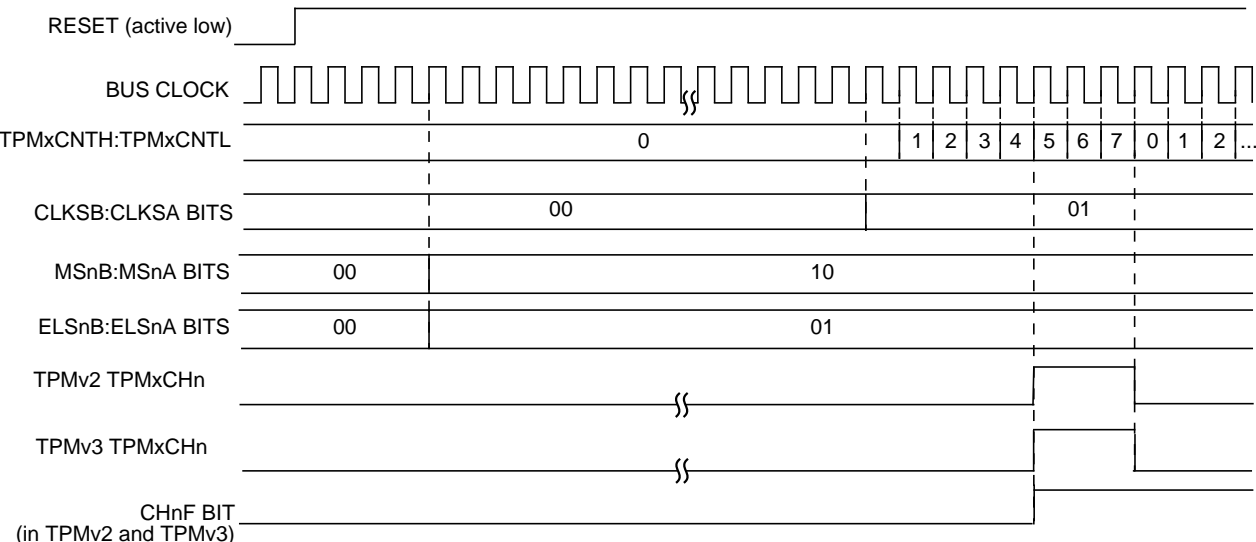 RESET (active low)
BUS CLOCK
TPMxCNTH:TPMxCNTL 0 1 2 3 4 5 6 7 0 1 2 ...
CLKSB:CLKSA BITS 00 01
MSnB:MSnA BITS 00 10
ELSnB:ELSnA BITS 00 01
TPMv2 TPMxCHn
TPMv3 TPMxCHn
CHnF BIT
(in TPMv2 and TPMv3)